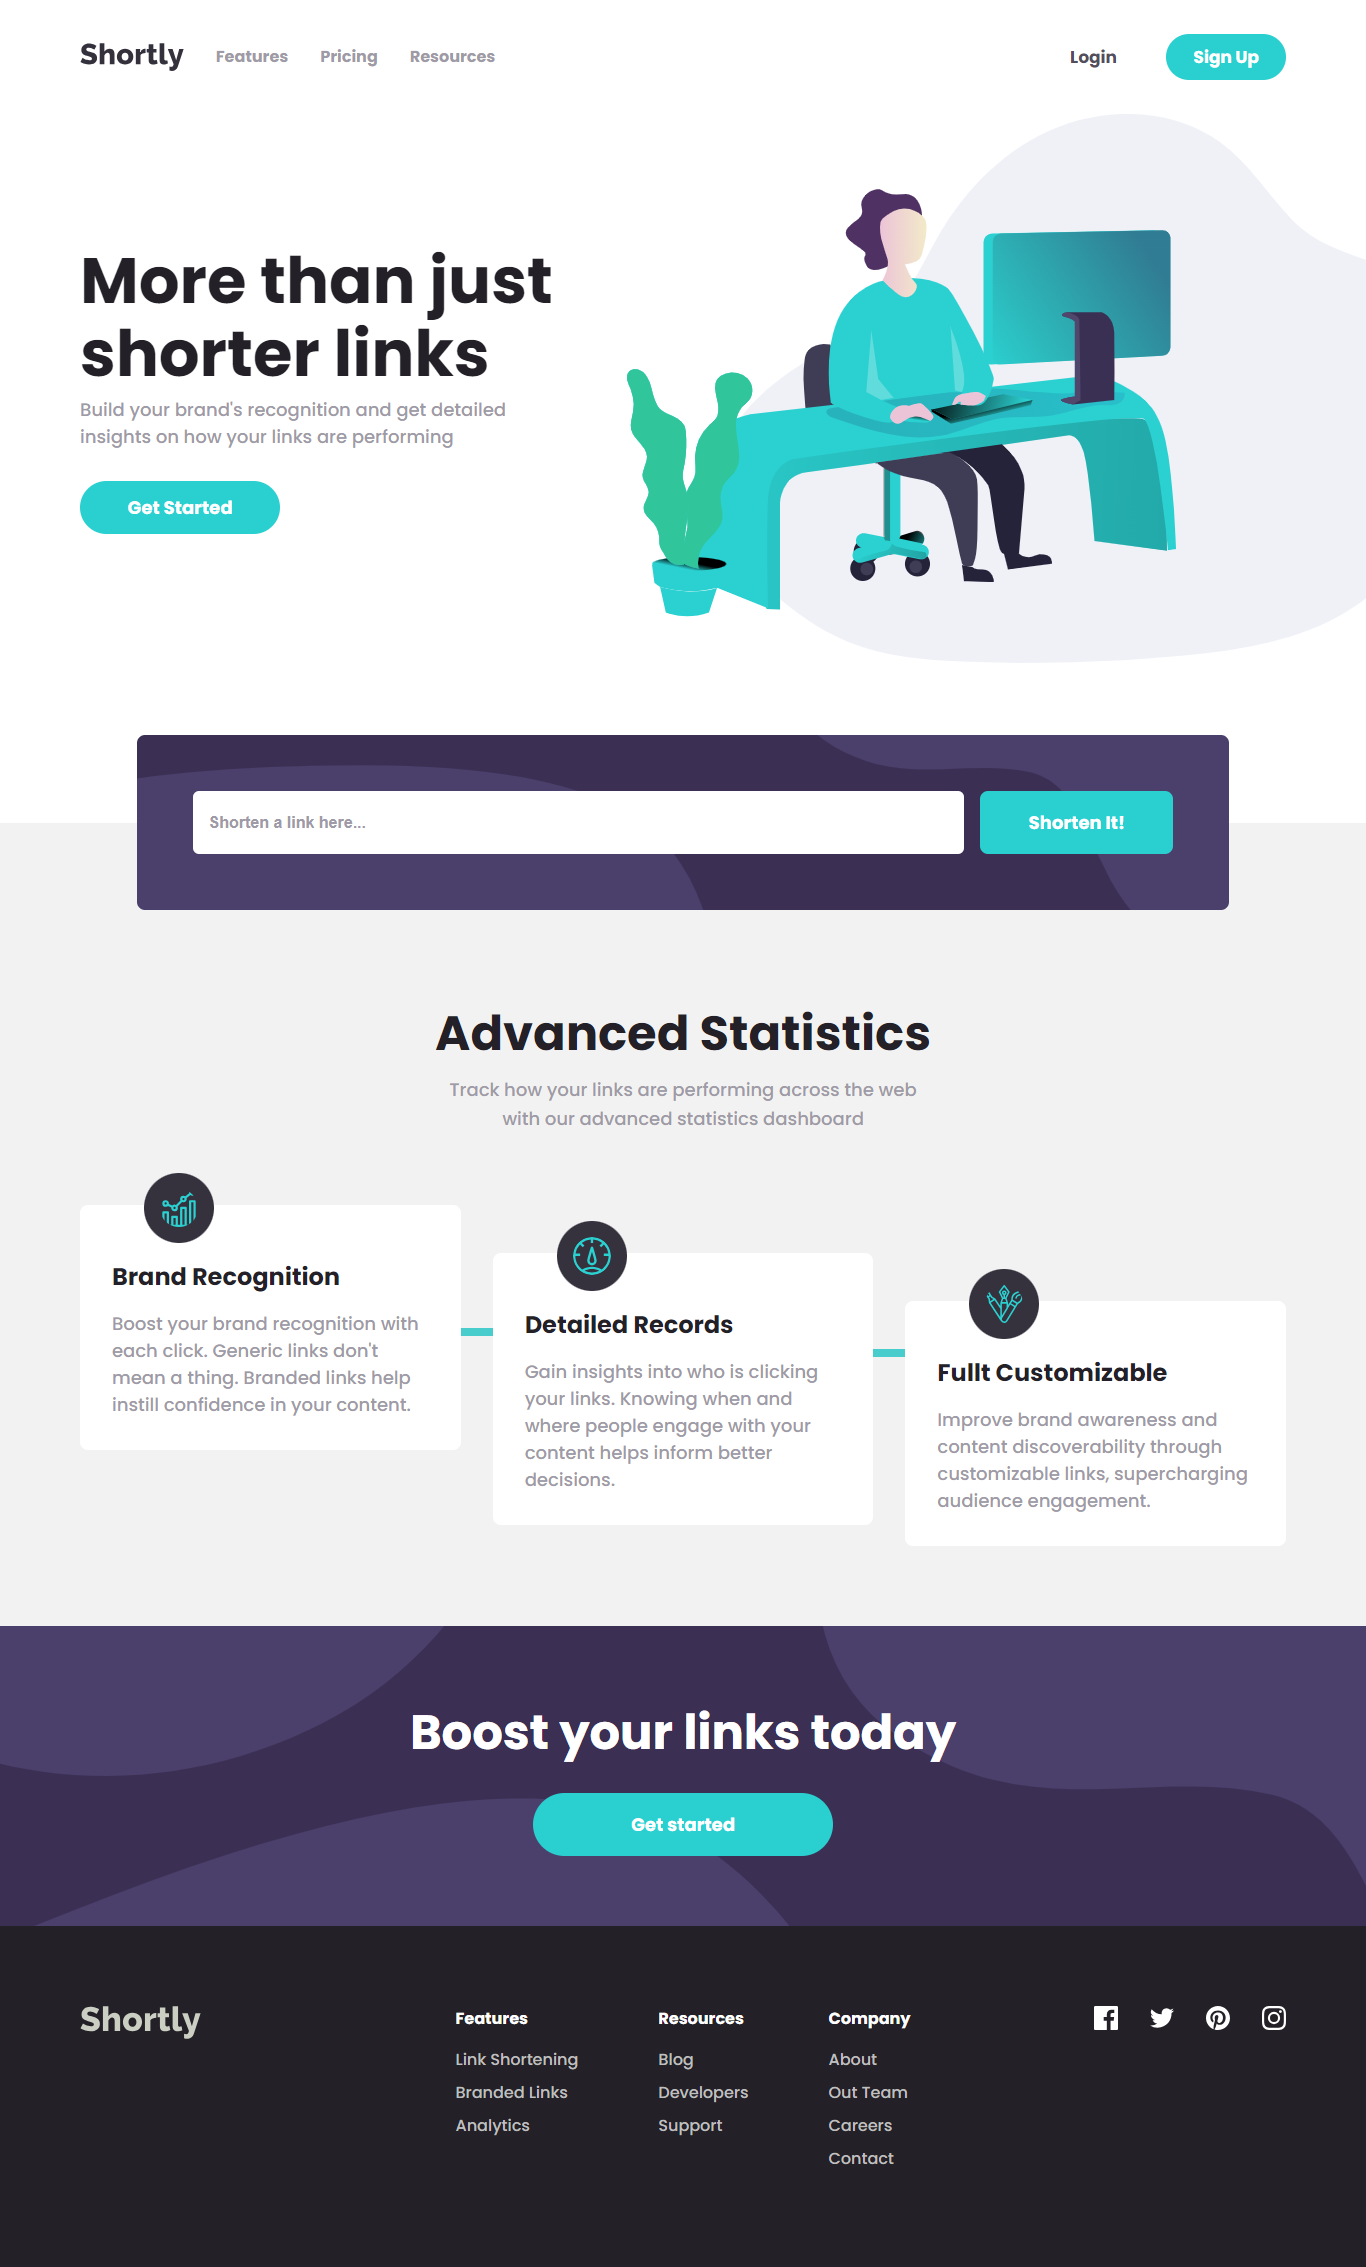 Shortly
Features
Pricing
Resources
Login
Sign Up
More than just
shorter links
Build your brand's recognition and get detailed
insights on how your links are performing
Get Started
Shorten a link here...
Shorten It!
Advanced Statistics
Track how your links are performing across the web
with our advanced statistics dashboard
Brand Recognition
Boost your brand recognition with
each click. Generic links don't
mean a thing. Branded links help
instill confidence in your content.
Detailed Records
Gain insights into who is clicking
your links. Knowing when and
where people engage with your
content helps inform better
decisions.
Fullt Customizable
Improve brand awareness and
content discoverability through
customizable links, supercharging
audience engagement.
Boost your links today
Get started
Shortly
Features
Link Shortening
Branded Links
Analytics
Resources
Blog
Developers
Support
Company
About
Out Team
Careers
Contact